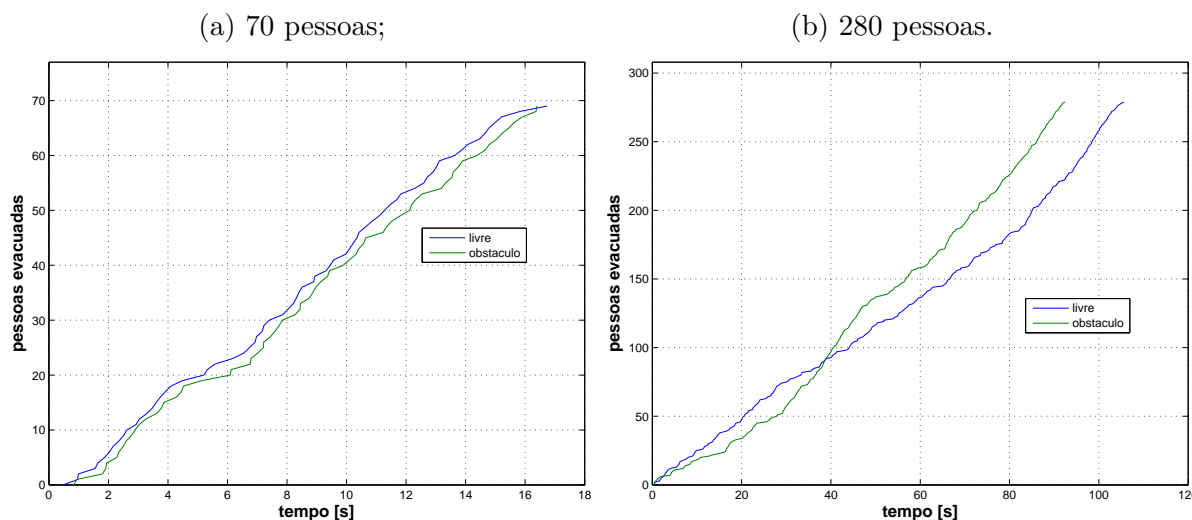 (a) 70 pessoas;
(b) 280 pessoas.
70
60
50
40
30
20
10
0
pessoas evacuadas
livre
obstaculo
0 2 4 6 8 10 12 14 16 18
tempo [s]
300
250
200
150
100
50
0
pessoas evacuadas
livre
obstaculo
0 20 40 60 80 100 120
tempo [s]